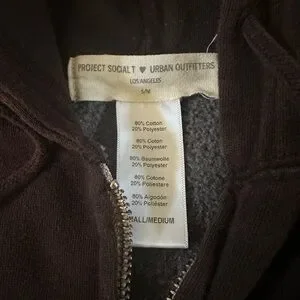 PROJECT SOCIAL T ♥ URBAN OUTFITTERS
LOS ANGELES
S/M
80% Cotton
20% Polyester
80% Coton
20% Polyester
80% Baumwolle
20% Polyester
80% Cotone
20% Poliestere
80% Algodón
20% Poliéster
SMALL/MEDIUM